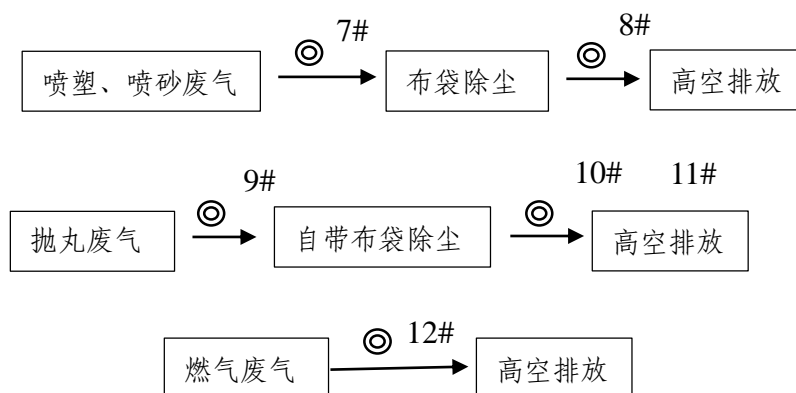 7# 8#
喷塑、喷砂废气 布袋除尘 高空排放
9# 10# 11#
抛丸废气 自带布袋除尘 高空排放
12#
燃气废气 高空排放